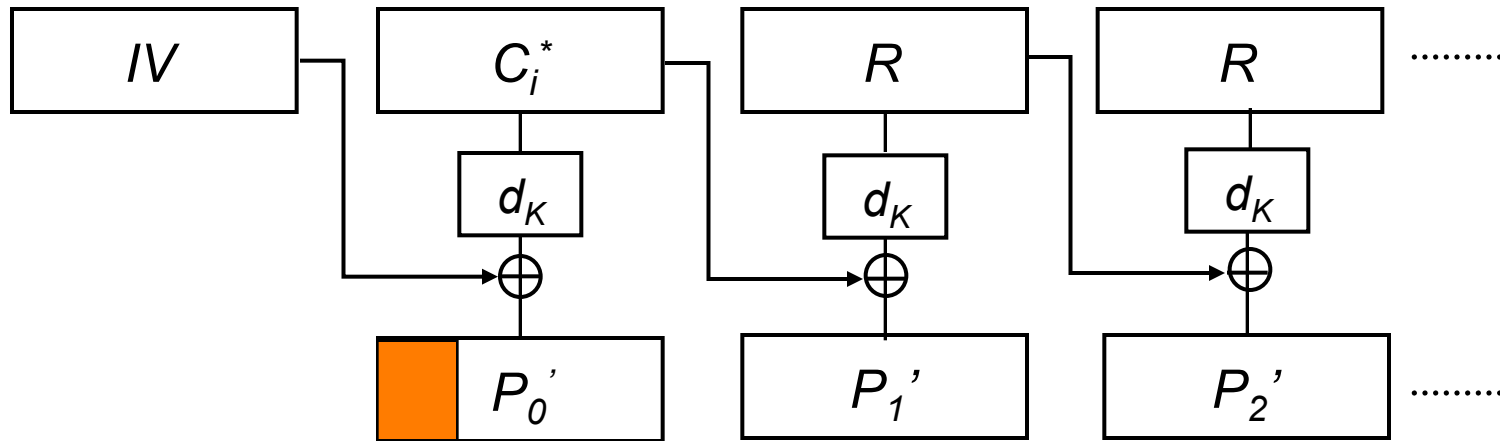 IV C_i^* R R ........
d_K d_K d_K
P_0' P_1' P_2' ........